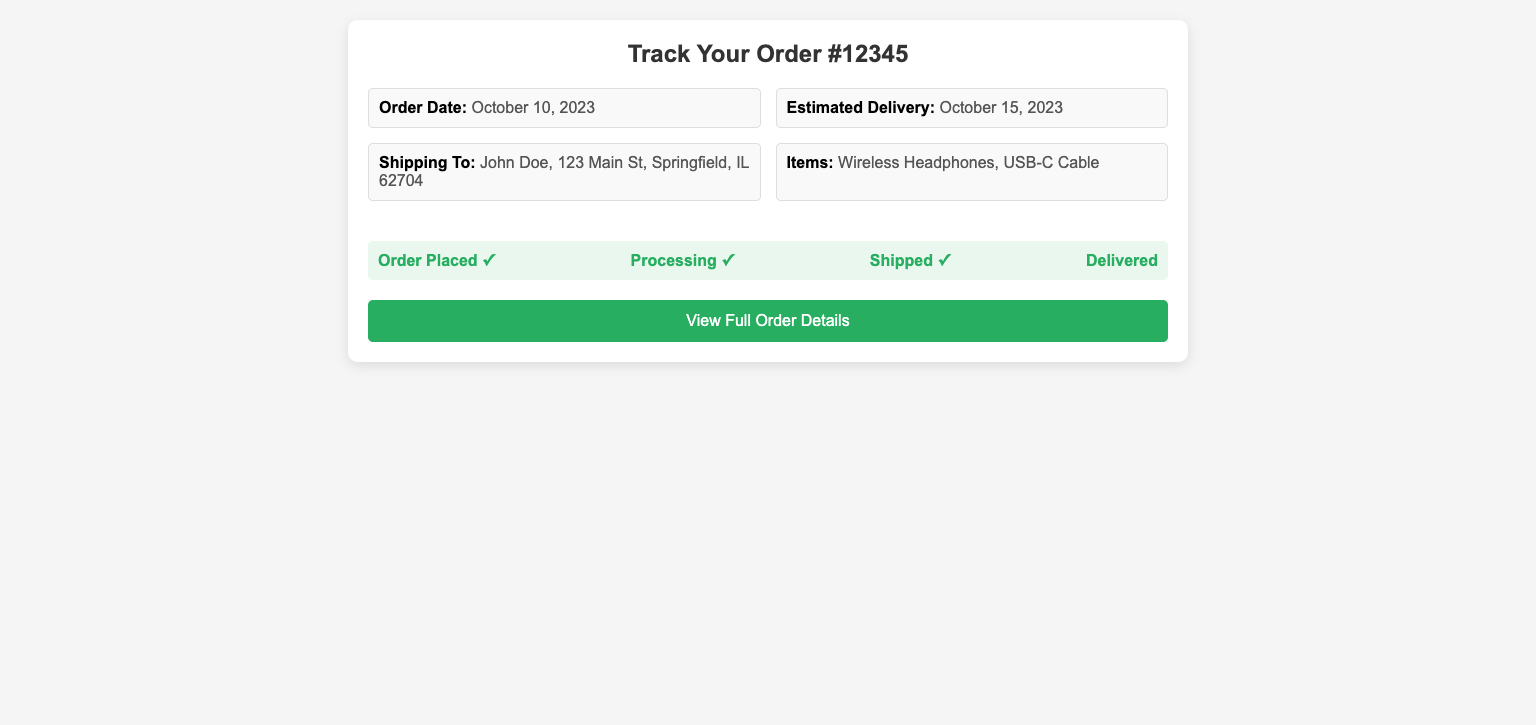 Track Your Order #12345
Order Date: October 10, 2023
Estimated Delivery: October 15, 2023
Shipping To: John Doe, 123 Main St, Springfield, IL
62704
Items: Wireless Headphones, USB-C Cable
Order Placed ✓
Processing ✓
Shipped ✓
Delivered
View Full Order Details